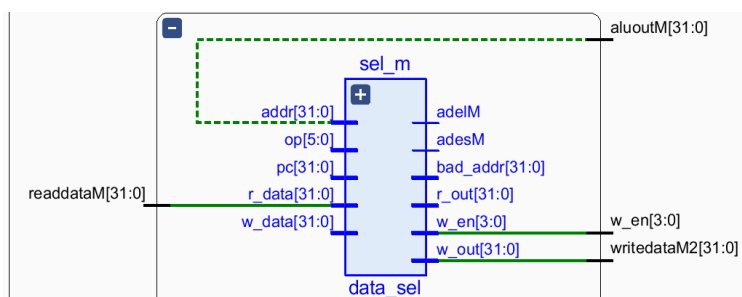 aluoutM[31:0]
sel_m
addr[31:0] adelM
op[5:0] adesM
pc[31:0] bad_addr[31:0]
readdataM[31:0] r_data[31:0] r_out[31:0]
w_data[31:0] w_en[3:0] w_en[3:0]
w_out[31:0] writedataM2[31:0]
data_sel